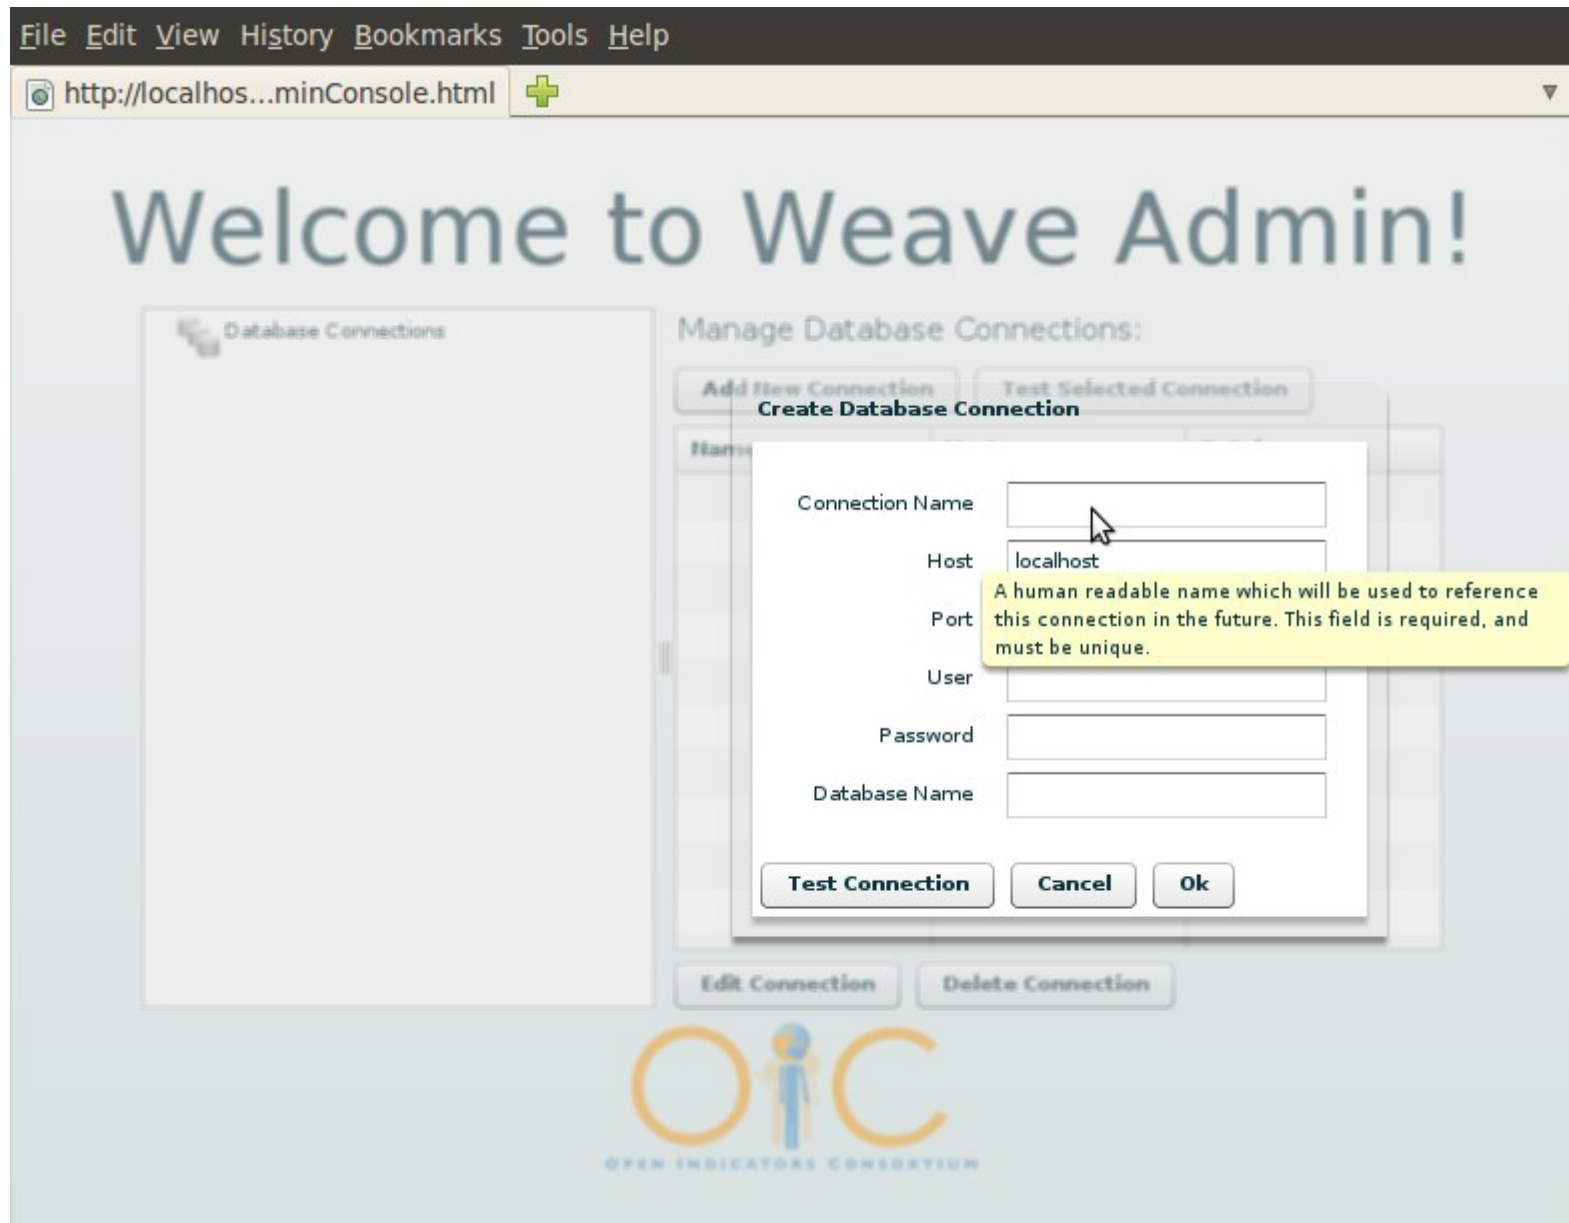 File Edit View History Bookmarks Tools Help
http://localhos...minConsole.html
Welcome to Weave Admin!
Database Connections
Manage Database Connections:
Add New Connection
Test Selected Connection
Create Database Connection
Name
Connection Name
Host
localhost
A human readable name which will be used to reference
this connection in the future. This field is required, and
must be unique.
Port
User
Password
Database Name
Test Connection
Cancel
Ok
Edit Connection
Delete Connection
OIC
OPEN INDICATORS CONSORTIUM